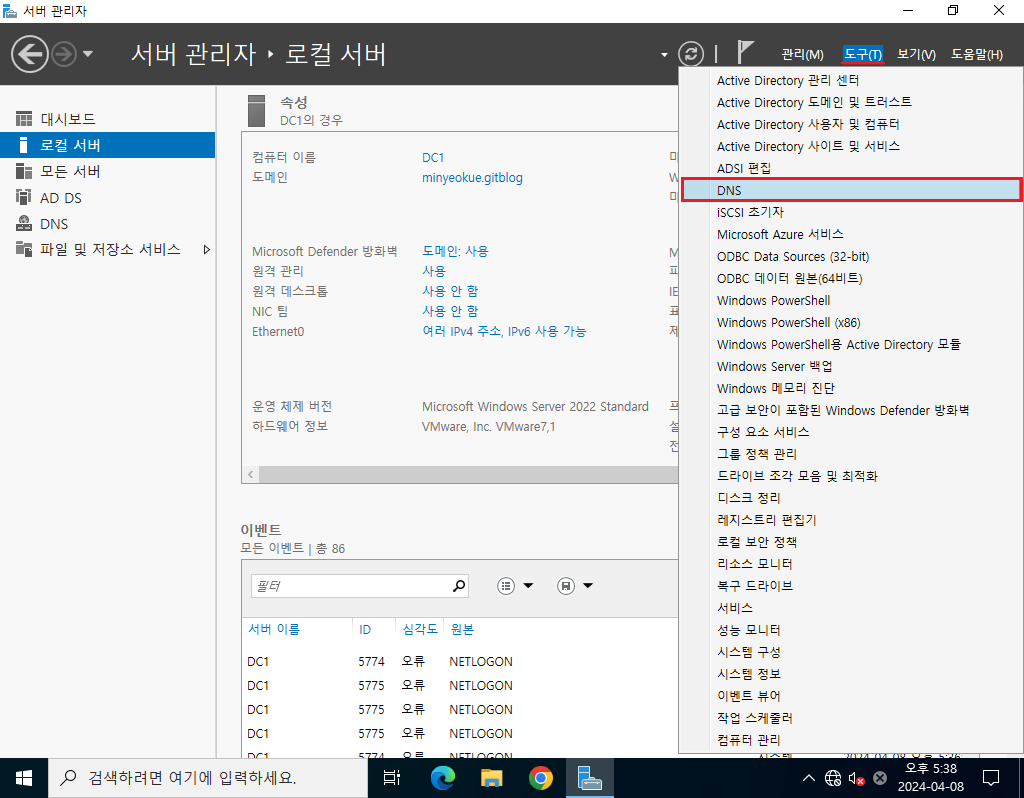 서버 관리자
서버 관리자 ‣ 로컬 서버
관리(M) 도구(T) 보기(V) 도움말(H)
대시보드
로컬 서버
모든 서버
AD DS
DNS
파일 및 저장소 서비스
속성
DC1의 경우
컴퓨터 이름 DC1
도메인 minyeokue.gitblog
Microsoft Defender 방화벽 도메인: 사용
원격 관리 사용
원격 데스크톱 사용 안 함
NIC 팀 사용 안 함
Ethernet0 여러 IPv4 주소, IPv6 사용 가능
운영 체제 버전 Microsoft Windows Server 2022 Standard
하드웨어 정보 VMware, Inc. VMware7,1
이벤트
모든 이벤트 | 총 86
필터
서버 이름 ID 심각도 원본
DC1 5774 오류 NETLOGON
DC1 5775 오류 NETLOGON
DC1 5775 오류 NETLOGON
DC1 5775 오류 NETLOGON
DC1 5774 오류 NETLOGON
Active Directory 관리 센터
Active Directory 도메인 및 트러스트
Active Directory 사용자 및 컴퓨터
Active Directory 사이트 및 서비스
ADSI 편집
DNS
iSCSI 초기자
Microsoft Azure 서비스
ODBC Data Sources (32-bit)
ODBC 데이터 원본(64비트)
Windows PowerShell
Windows PowerShell (x86)
Windows PowerShell용 Active Directory 모듈
Windows Server 백업
Windows 메모리 진단
고급 보안이 포함된 Windows Defender 방화벽
구성 요소 서비스
그룹 정책 관리
드라이브 조각 모음 및 최적화
디스크 정리
레지스트리 편집기
로컬 보안 정책
리소스 모니터
복구 드라이브
서비스
성능 모니터
시스템 구성
시스템 정보
이벤트 뷰어
작업 스케줄러
컴퓨터 관리
검색하려면 여기에 입력하세요.
오후 5:38
2024-04-08